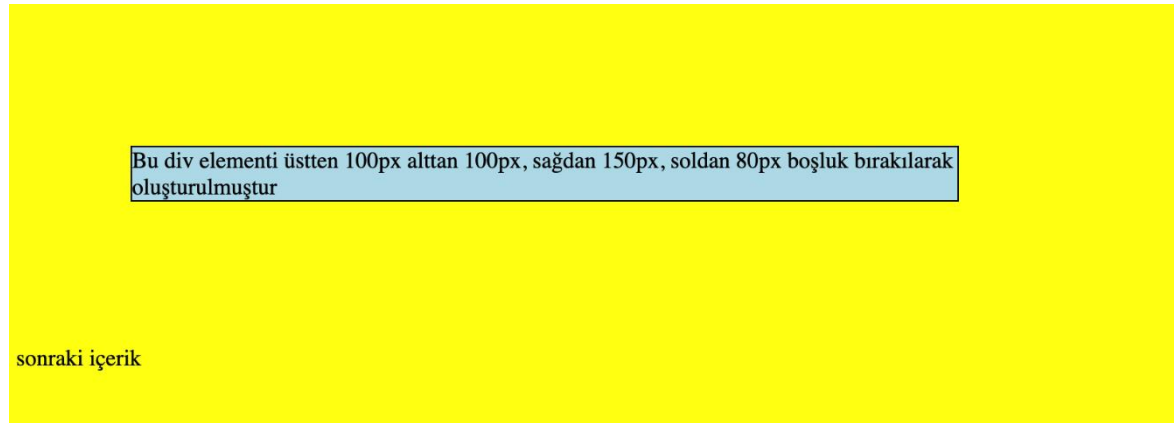 Bu div elementi üstten 100px alttan 100px, sağdan 150px, soldan 80px boşluk bırakılarak
oluşturulmuştur
sonraki içerik